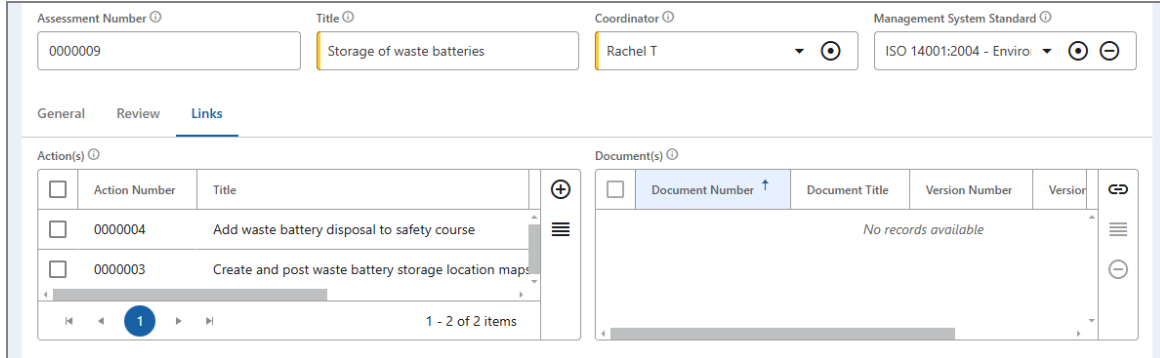 Assessment Number
Title
Coordinator
Management System Standard
0000009
Storage of waste batteries
Rachel T
ISO 14001:2004 - Enviro
General
Review
Links
Action(s)
Document(s)
Action Number
Title
Document Number
Document Title
Version Number
Version
0000004
Add waste battery disposal to safety course
No records available
0000003
Create and post waste battery storage location maps
1
1 - 2 of 2 items